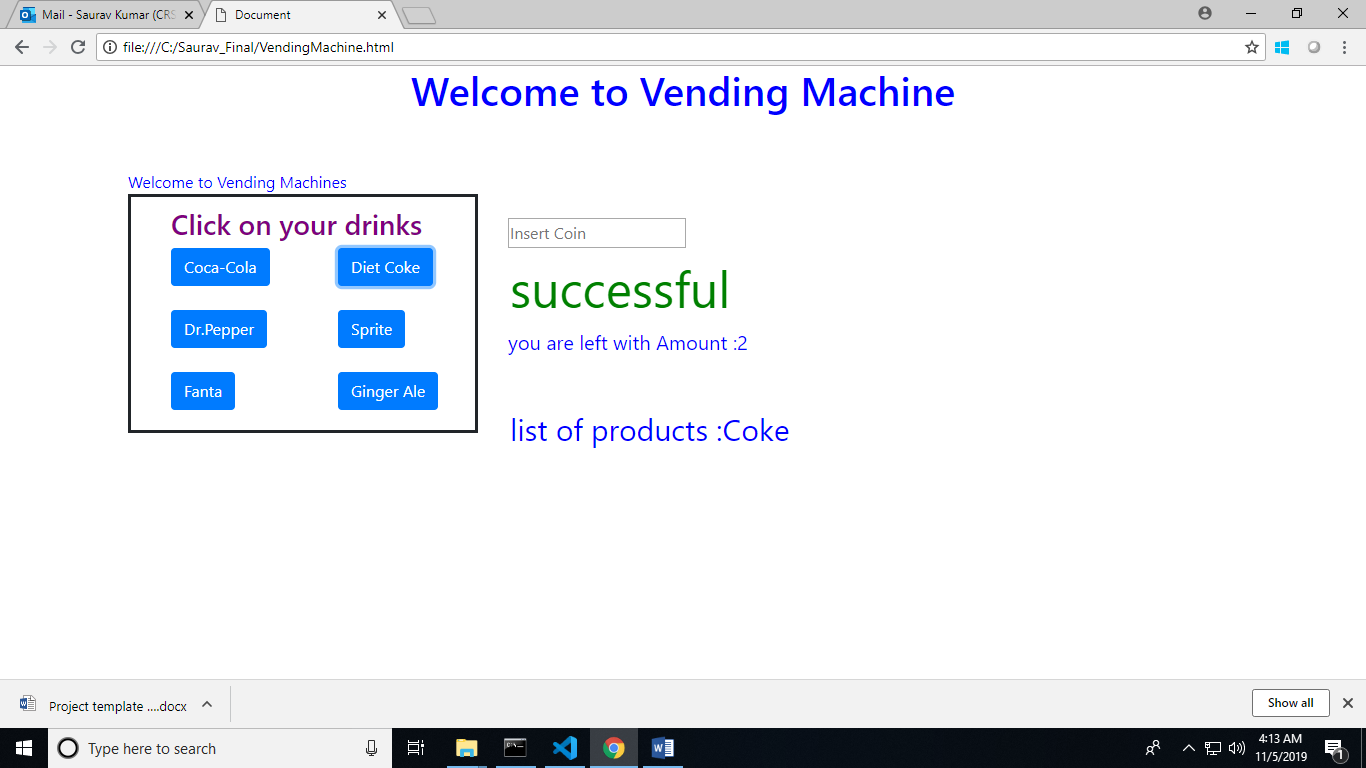 Mail - Saurav Kumar (CRS
Document
file:///C:/Saurav_Final/VendingMachine.html
Welcome to Vending Machine
Welcome to Vending Machines
Click on your drinks
Coca-Cola
Diet Coke
Dr.Pepper
Sprite
Fanta
Ginger Ale
Insert Coin
successful
you are left with Amount :2
list of products :Coke
Project template ....docx
Show all
Type here to search
4:13 AM
11/5/2019
1